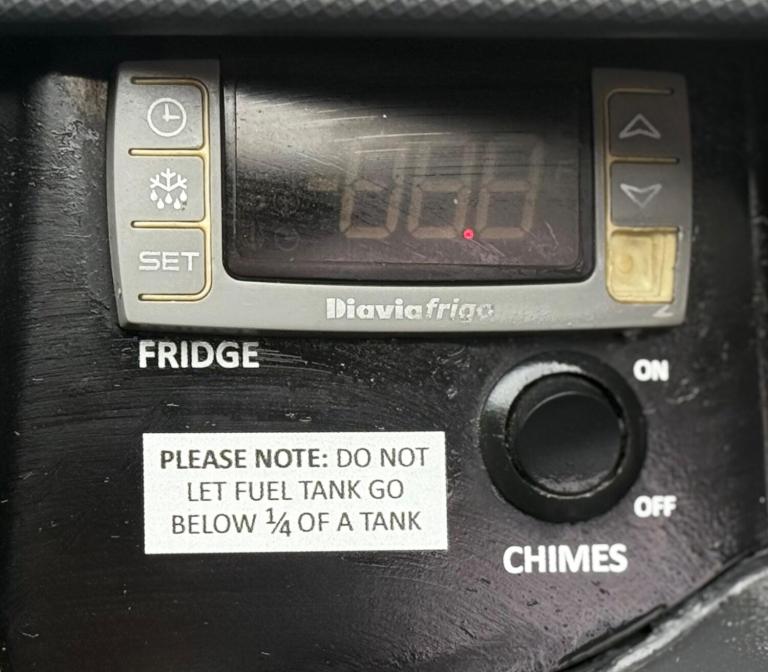 SET
Diaviafrigo
FRIDGE
ON
PLEASE NOTE: DO NOT
LET FUEL TANK GO
BELOW ¼ OF A TANK
OFF
CHIMES